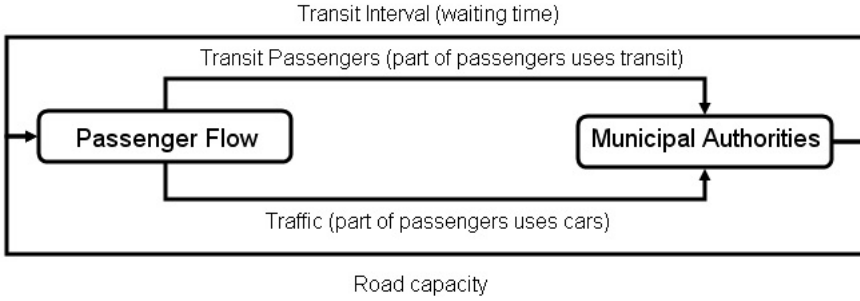 Transit Interval (waiting time)
Transit Passengers (part of passengers uses transit)
Passenger Flow
Municipal Authorities
Traffic (part of passengers uses cars)
Road capacity